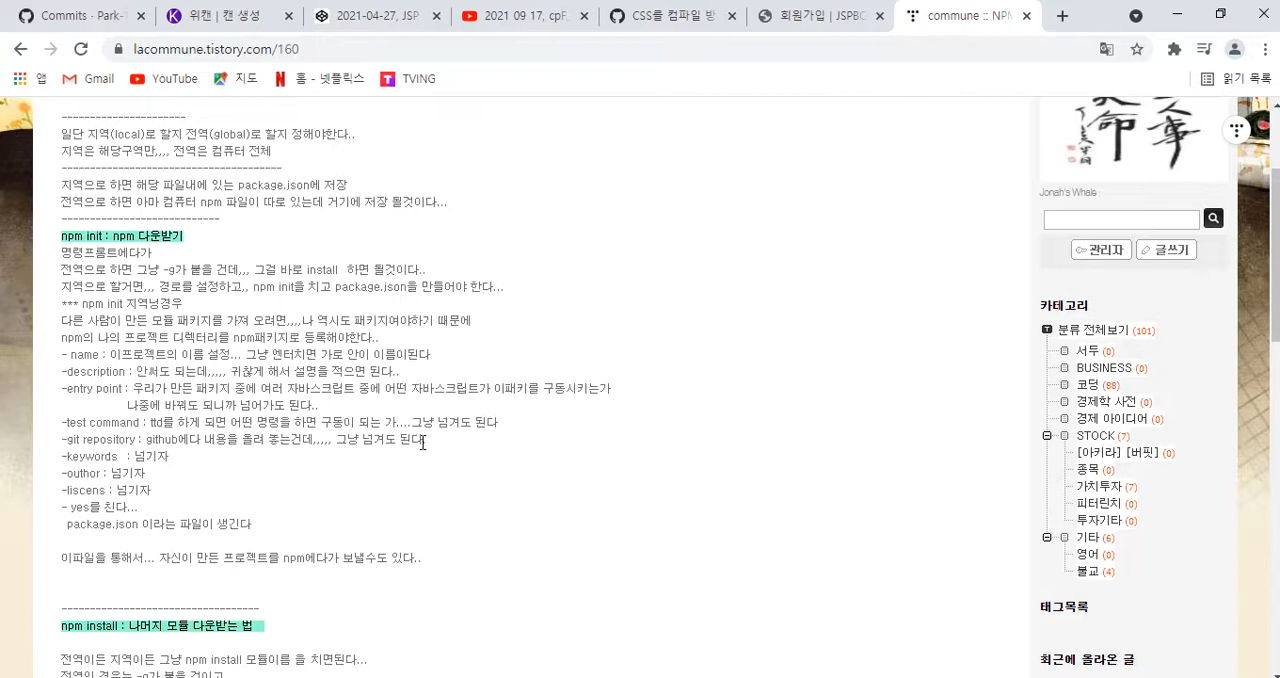 Commits - Park-1
위캔 | 캔 생성
2021-04-27, JSP
2021 09 17, cpF,
CSS를 컴파일 방
회원가입 | JSPBC
commune :: NPM
lacommune.tistory.com/160
앱
Gmail
YouTube
지도
홈 - 넷플릭스
TVING
읽기 목록
----------------------
일단 지역(local)로 할지 전역(global)로 할지 정해야한다..
지역은 해당구역만,,,, 전역은 컴퓨터 전체
---------------------------------------
지역으로 하면 해당 파일내에 있는 package.json에 저장
전역으로 하면 아마 컴퓨터 npm 파일이 따로 있는데 거기에 저장 될것이다...
----------------------------
npm init : npm 다운받기
명령프롬트에다가
전역으로 하면 그냥 -g가 붙을 건데,,, 그걸 바로 install 하면 될것이다..
지역으로 할거면,,, 경로를 설정하고,, npm init을 치고 package.json을 만들어야 한다...
*** npm init 지역닝경우
다른 사람이 만든 모듈 패키지를 가져 오려면,,,,나 역시도 패키지여야하기 때문에
npm의 나의 프로젝트 디렉터리를 npm패키지로 등록해야한다..
- name : 이프로젝트의 이름 설정... 그냥 엔터치면 가로 안이 이름이된다
-description : 안써도 되는데,,,,, 귀찮게 해서 설명을 적으면 된다..
-entry point : 우리가 만든 패키지 중에 여러 자바스크립트 중에 어떤 자바스크립트가 이패키를 구동시키는가
나중에 바꿔도 되니까 넘어가도 된다..
-test command : ttd를 하게 되면 어떤 명령을 하면 구동이 되는 가....그냥 넘겨도 된다
-git repository : github에다 내용을 올려 놓는건데,,,,, 그냥 넘겨도 된다
-keywords : 넘기자
-outhor : 넘기자
-liscens : 넘기자
- yes를 친다...
package.json 이라는 파일이 생긴다
이파일을 통해서... 자신이 만든 프로젝트를 npm에다가 보낼수도 있다..
-----------------------------------
npm install : 나머지 모듈 다운받는 법
전역이든 지역이든 그냥 npm install 모듈이름 을 치면된다...
전역인 경우는 -g가 붙을 것이고
Jonah's Whale
관리자
글쓰기
카테고리
분류 전체보기 (101)
서두 (0)
BUSINESS (0)
코딩 (88)
경제학 사전 (0)
경제 아이디어 (0)
STOCK (7)
[아키라] [버핏] (0)
종목 (0)
가치투자 (7)
피터린치 (0)
투자기타 (0)
기타 (6)
영어 (0)
불교 (4)
태그목록
최근에 올라온 글